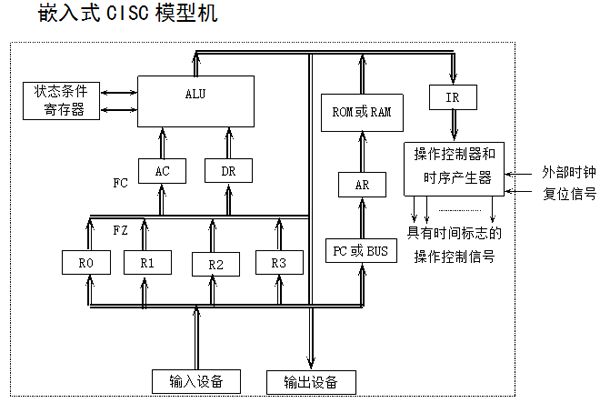 嵌入式 CISC 模型机
状态条件
寄存器
ALU
ROM或RAM
IR
操作控制器和
时序产生器
外部时钟
复位信号
FC
AC
DR
AR
具有时间标志的
操作控制信号
FZ
PC或BUS
R0
R1
R2
R3
输入设备
输出设备